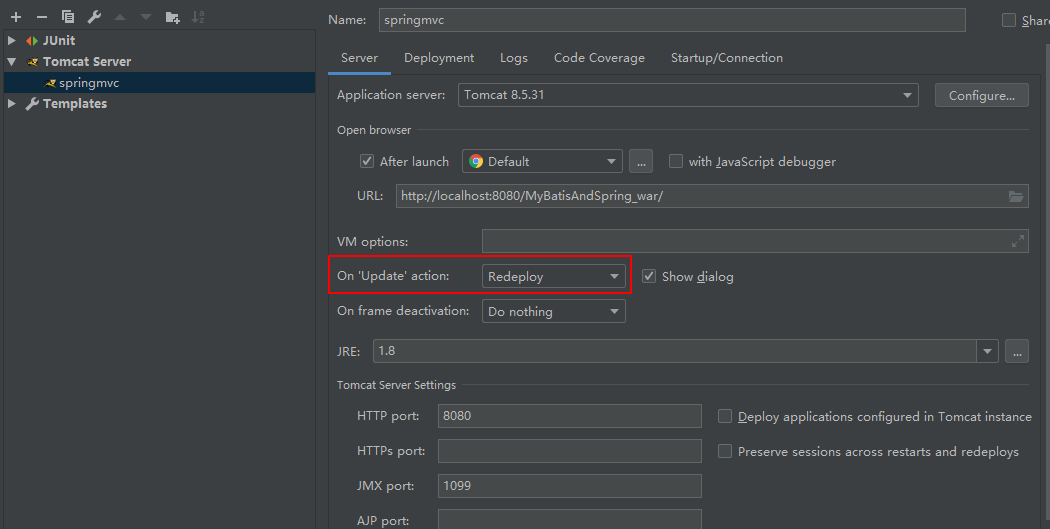 Name: springmvc Share
JUnit
Tomcat Server
springmvc
Templates
Server Deployment Logs Code Coverage Startup/Connection
Application server: Tomcat 8.5.31 Configure...
Open browser
After launch Default ... with JavaScript debugger
URL: http://localhost:8080/MyBatisAndSpring_war/
VM options:
On 'Update' action: Redeploy Show dialog
On frame deactivation: Do nothing
JRE: 1.8 ...
Tomcat Server Settings
HTTP port: 8080 Deploy applications configured in Tomcat instance
HTTPs port: Preserve sessions across restarts and redeploys
JMX port: 1099
AJP port: